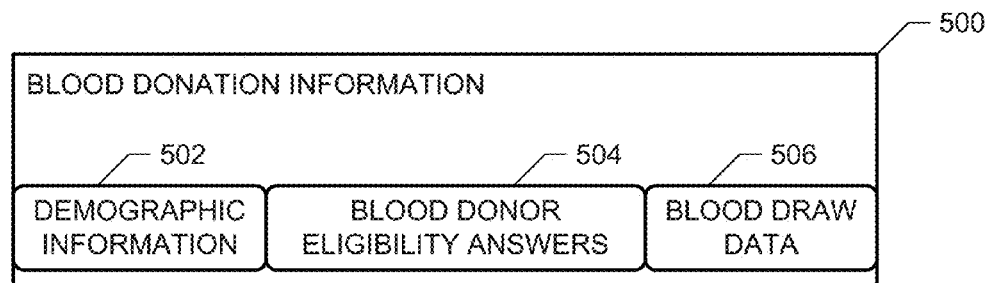 500
BLOOD DONATION INFORMATION
502
504
506
DEMOGRAPHIC INFORMATION
BLOOD DONOR ELIGIBILITY ANSWERS
BLOOD DRAW DATA